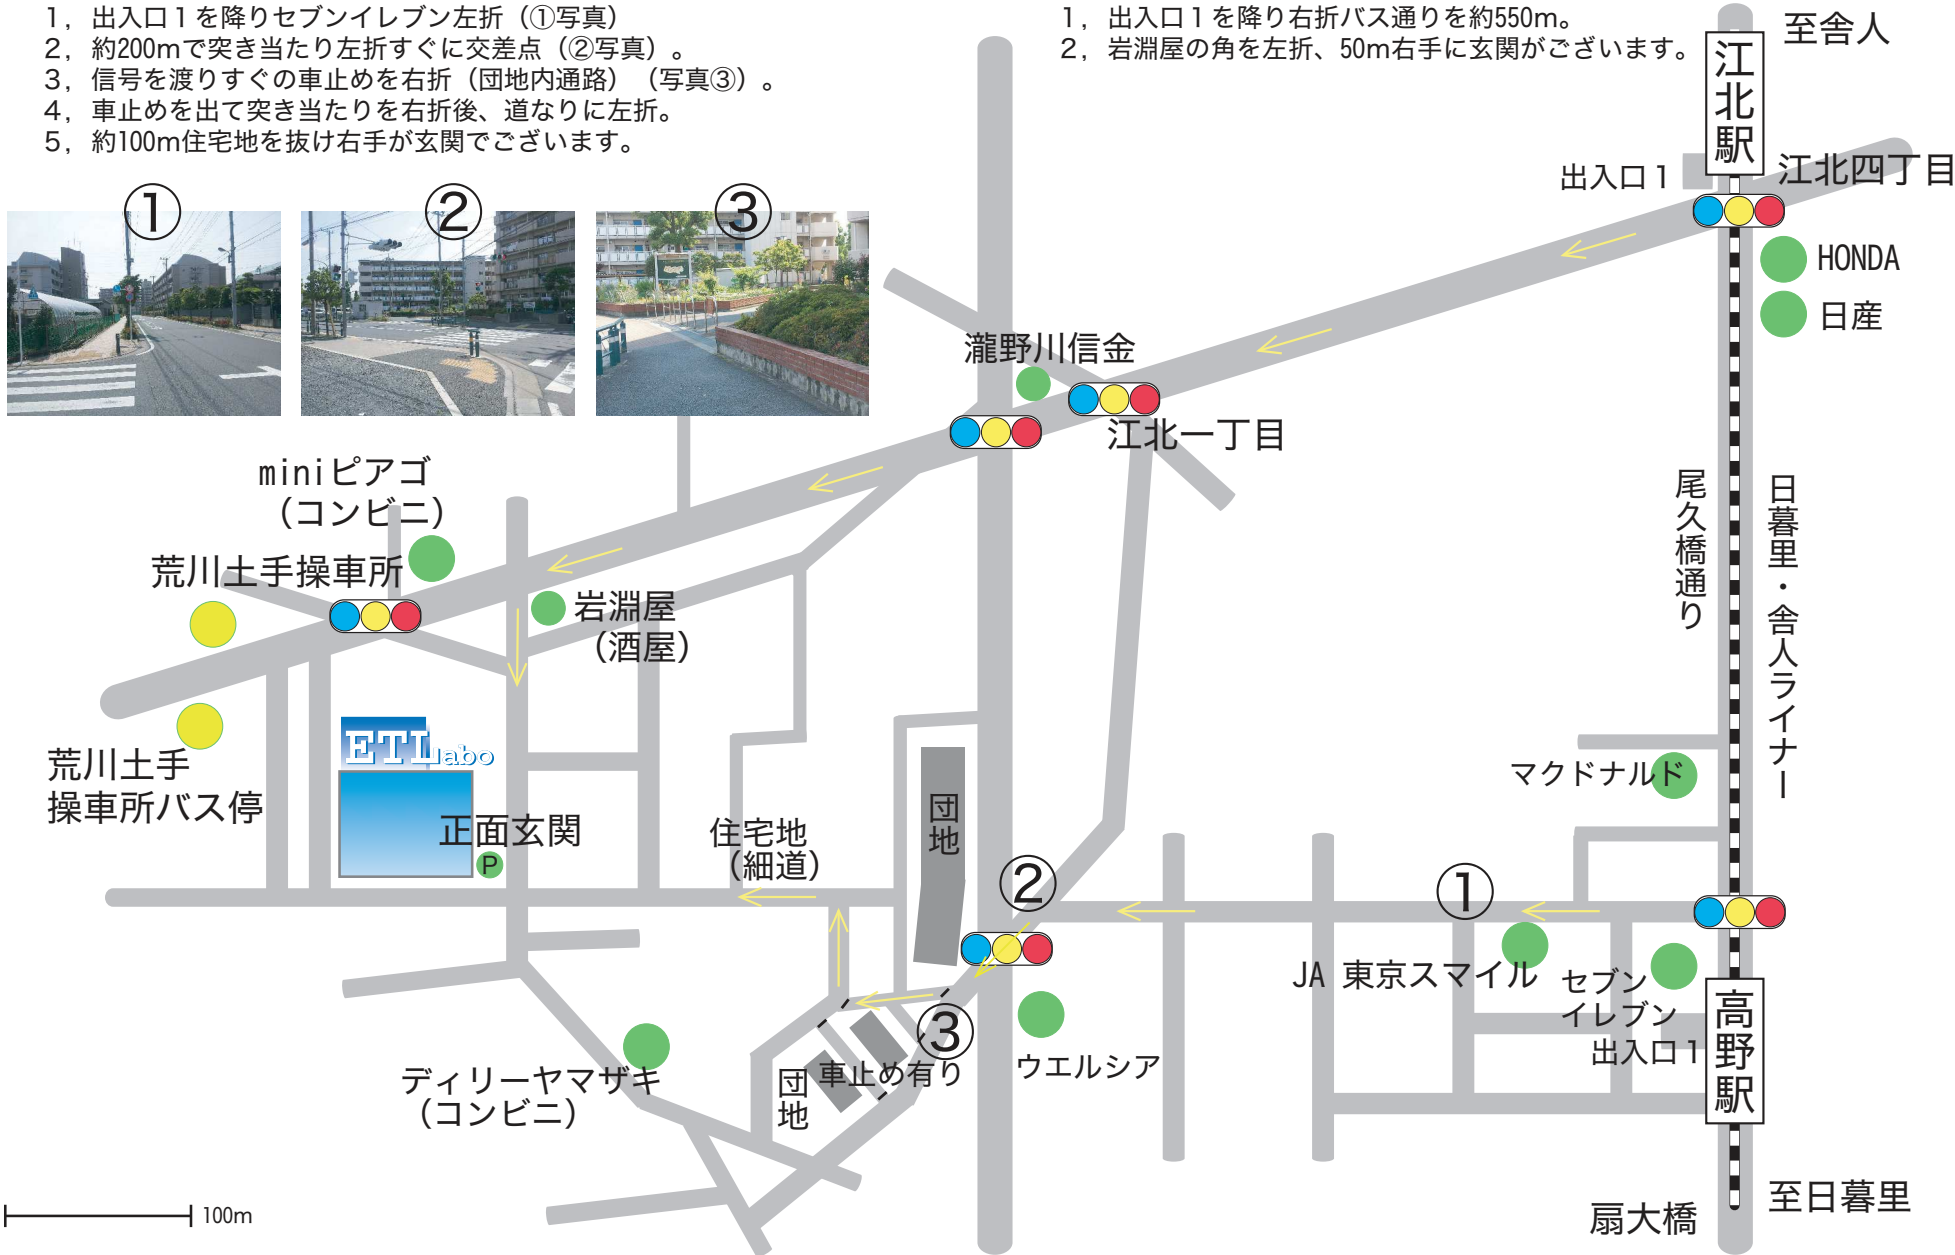 1，出入口１を降りセブンイレブン左折（①写真）
2，約200mで突き当たり左折すぐに交差点（②写真）。
3，信号を渡りすぐの車止めを右折（団地内通路）（写真③）。
4，車止めを出て突き当たりを右折後、道なりに左折。
5，約100m住宅地を抜け右手が玄関でございます。
1，出入口１を降り右折バス通りを約550m。
2，岩淵屋の角を左折、50m右手に玄関がございます。
至舎人
江北駅
出入口１
江北四丁目
①
②
③
HONDA
日産
瀧野川信金
江北一丁目
miniピアゴ
（コンビニ）
荒川土手操車所
岩淵屋
（酒屋）
尾久橋通り
日暮里・舎人ライナー
荒川土手
操車所バス停
ETLabo
正面玄関
P
住宅地
（細道）
団地
マクドナルド
②
①
JA 東京スマイル
セブン
イレブン
出入口１
高野駅
③
車止め有り
団地
ウエルシア
ディリーヤマザキ
（コンビニ）
100m
扇大橋
至日暮里